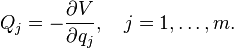 Q_j = -\frac{\partial V}{\partial q_j}, \quad j = 1, \ldots, m.